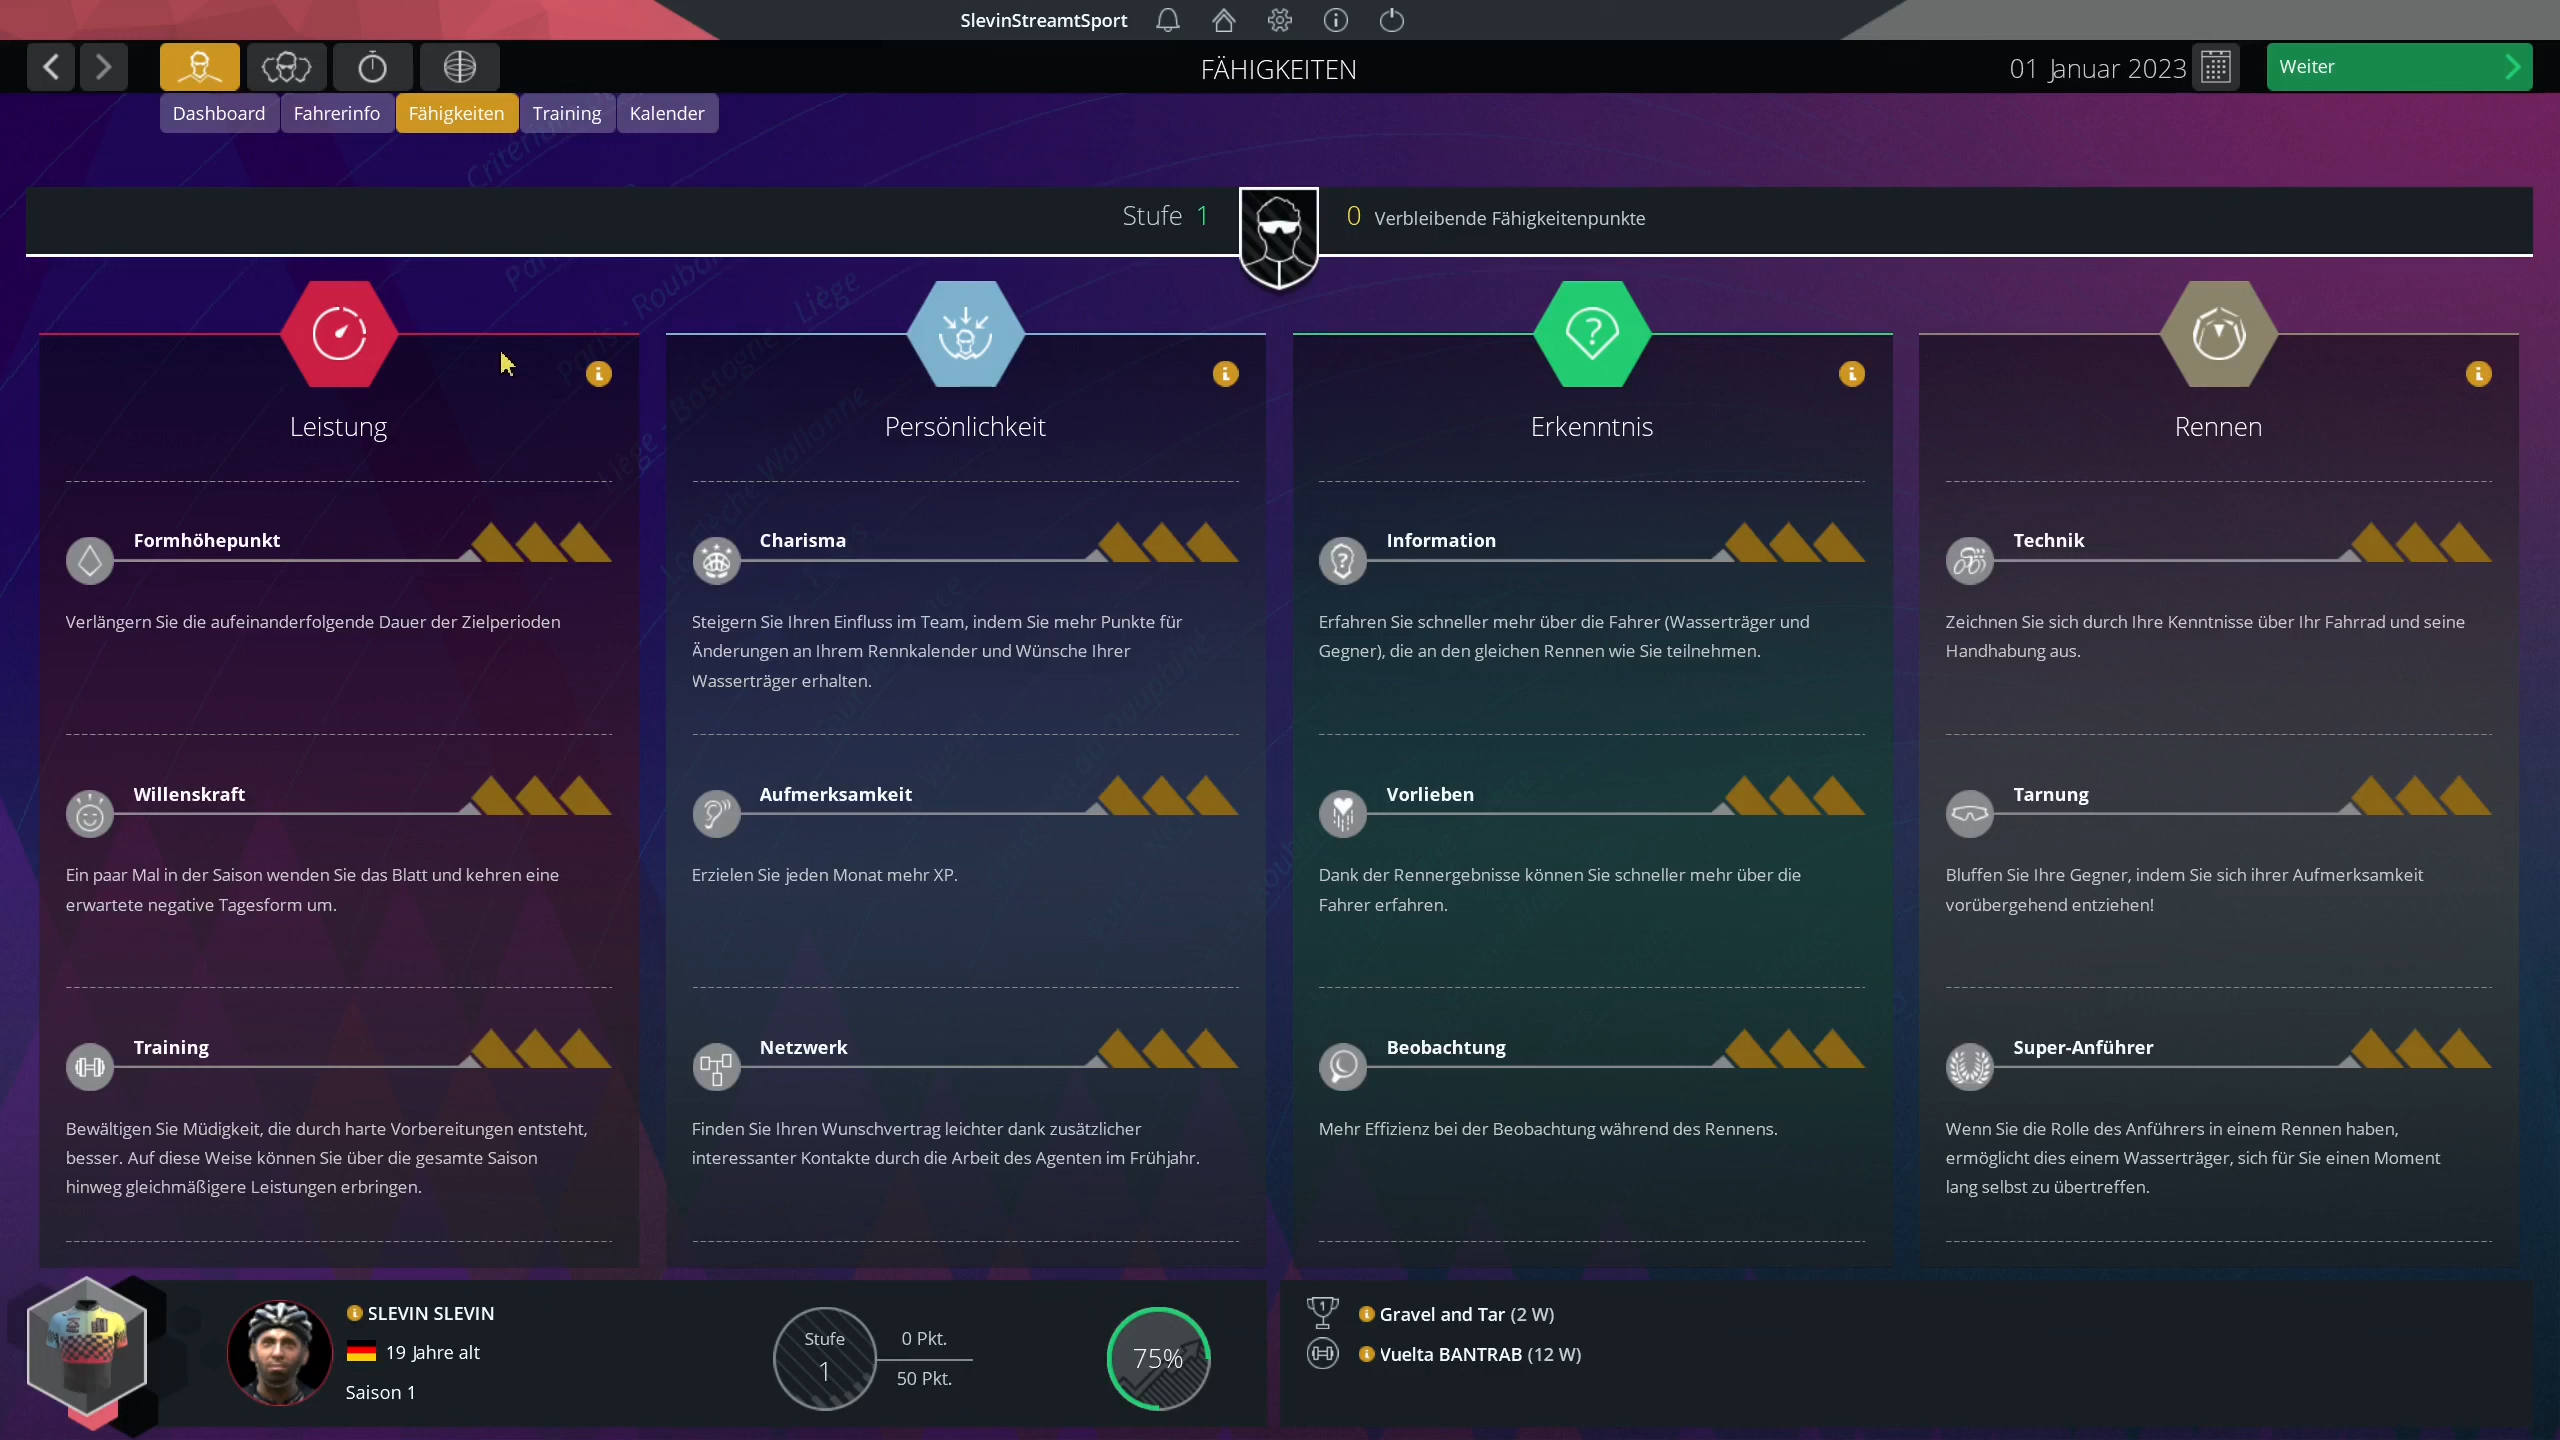 SlevinStreamtSport
FÄHIGKEITEN
01 Januar 2023
Weiter
Dashboard
Fahrerinfo
Fähigkeiten
Training
Kalender
Stufe 1
0 Verbleibende Fähigkeitenpunkte
Leistung
Formhöhepunkt
Verlängern Sie die aufeinanderfolgende Dauer der Zielperioden
Willenskraft
Ein paar Mal in der Saison wenden Sie das Blatt und kehren eine
erwartete negative Tagesform um.
Training
Bewältigen Sie Müdigkeit, die durch harte Vorbereitungen entsteht,
besser. Auf diese Weise können Sie über die gesamte Saison
hinweg gleichmäßigere Leistungen erbringen.
Persönlichkeit
Charisma
Steigern Sie Ihren Einfluss im Team, indem Sie mehr Punkte für
Änderungen an Ihrem Rennkalender und Wünsche Ihrer
Wasserträger erhalten.
Aufmerksamkeit
Erzielen Sie jeden Monat mehr XP.
Netzwerk
Finden Sie Ihren Wunschvertrag leichter dank zusätzlicher
interessanter Kontakte durch die Arbeit des Agenten im Frühjahr.
Erkenntnis
Information
Erfahren Sie schneller mehr über die Fahrer (Wasserträger und
Gegner), die an den gleichen Rennen wie Sie teilnehmen.
Vorlieben
Dank der Rennergebnisse können Sie schneller mehr über die
Fahrer erfahren.
Beobachtung
Mehr Effizienz bei der Beobachtung während des Rennens.
Rennen
Technik
Zeichnen Sie sich durch Ihre Kenntnisse über Ihr Fahrrad und seine
Handhabung aus.
Tarnung
Bluffen Sie Ihre Gegner, indem Sie sich ihrer Aufmerksamkeit
vorübergehend entziehen!
Super-Anführer
Wenn Sie die Rolle des Anführers in einem Rennen haben,
ermöglicht dies einem Wasserträger, sich für Sie einen Moment
lang selbst zu übertreffen.
SLEVIN SLEVIN
19 Jahre alt
Saison 1
Stufe
1
0 Pkt.
50 Pkt.
75%
Gravel and Tar (2 W)
Vuelta BANTRAB (12 W)